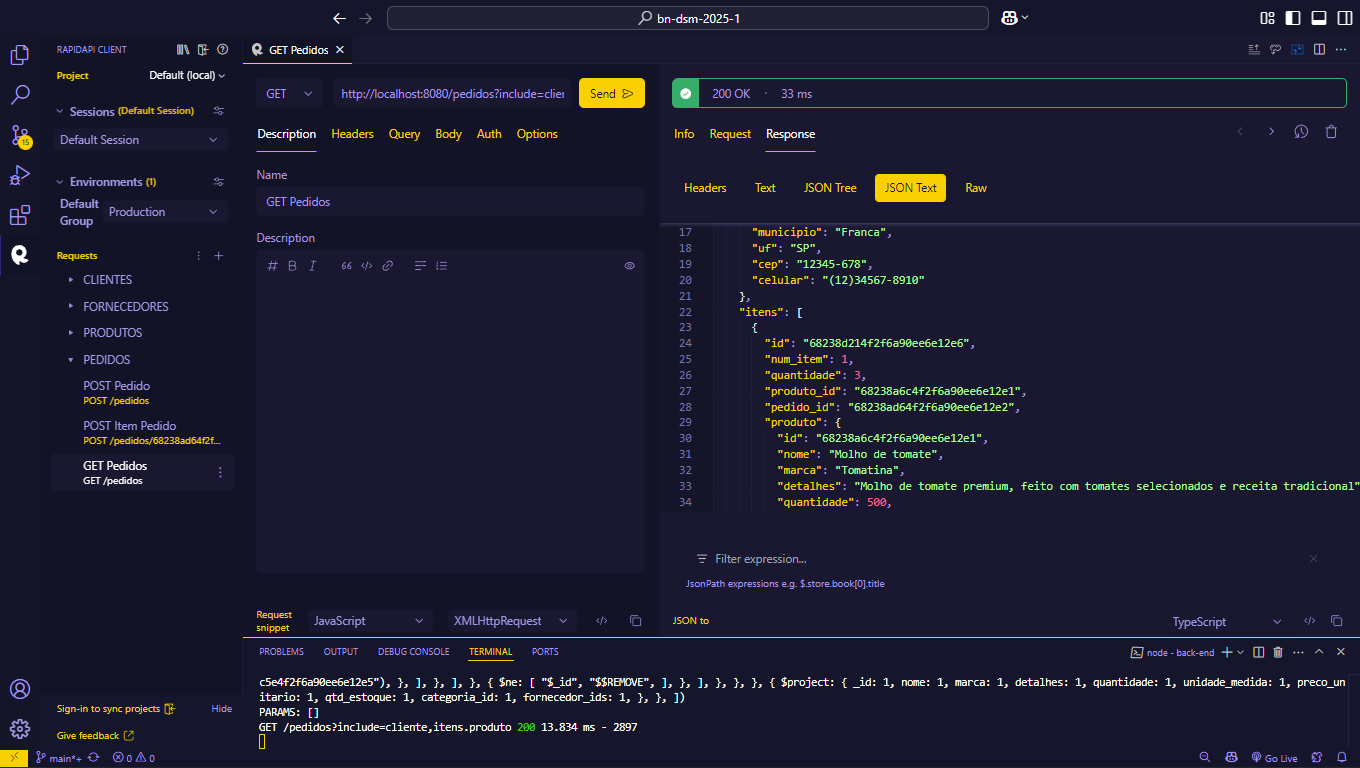 bn-dsm-2025-1
RAPIDAPI CLIENT
Project
Default (local)
Sessions (Default Session)
Default Session
15
Environments (1)
Default Group
Production
Requests
CLIENTES
FORNECEDORES
PRODUTOS
PEDIDOS
POST Pedido
POST /pedidos
POST Item Pedido
POST /pedidos/68238ad64f2f...
GET Pedidos
GET /pedidos
Sign-in to sync projects
Hide
Give feedback
GET Pedidos
GET
http://localhost:8080/pedidos?include=clien
Send
Description Headers Query Body Auth Options
Name
GET Pedidos
Description
Request snippet
JavaScript
XMLHttpRequest
200 OK · 33 ms
Info Request Response
Headers Text JSON Tree JSON Text Raw
17 "municipio": "Franca",
18 "uf": "SP",
19 "cep": "12345-678",
20 "celular": "(12)34567-8910"
21 },
22 "itens": [
23 {
24 "id": "68238d214f2f6a90ee6e12e6",
25 "num_item": 1,
26 "quantidade": 3,
27 "produto_id": "68238a6c4f2f6a90ee6e12e1",
28 "pedido_id": "68238ad64f2f6a90ee6e12e2",
29 "produto": {
30 "id": "68238a6c4f2f6a90ee6e12e1",
31 "nome": "Molho de tomate",
32 "marca": "Tomatina",
33 "detalhes": "Molho de tomate premium, feito com tomates selecionados e receita tradicional"
34 "quantidade": 500,
Filter expression...
JsonPath expressions e.g. $.store.book[0].title
JSON to
TypeScript
PROBLEMS OUTPUT DEBUG CONSOLE TERMINAL PORTS
node - back-end
c5e4f2f6a90ee6e12e5"), }, ], }, ], }, { $ne: [ "$_id", "$$REMOVE", ], }, ], }, }, }, { $project: { _id: 1, nome: 1, marca: 1, detalhes: 1, quantidade: 1, unidade_medida: 1, preco_un
itario: 1, qtd_estoque: 1, categoria_id: 1, fornecedor_ids: 1, }, }, ])
PARAMS: []
GET /pedidos?include=cliente,itens.produto 200 13.834 ms - 2897
main*+
0 0
Go Live